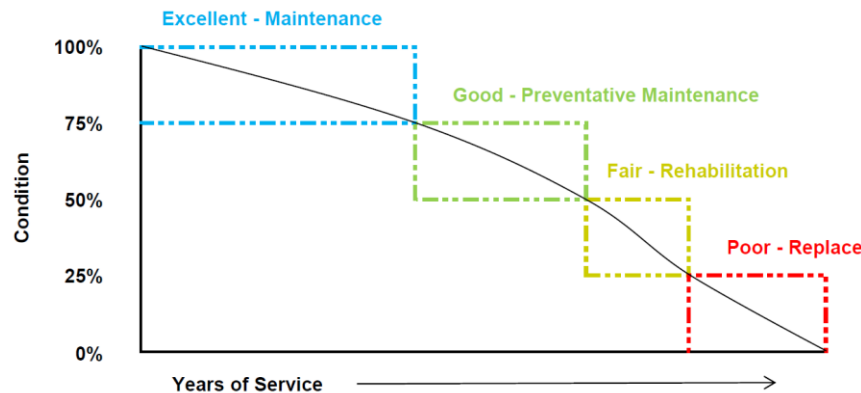 Excellent - Maintenance
100%
Good - Preventative Maintenance
75%
Fair - Rehabilitation
Condition
50%
Poor - Replace
25%
0%
Years of Service